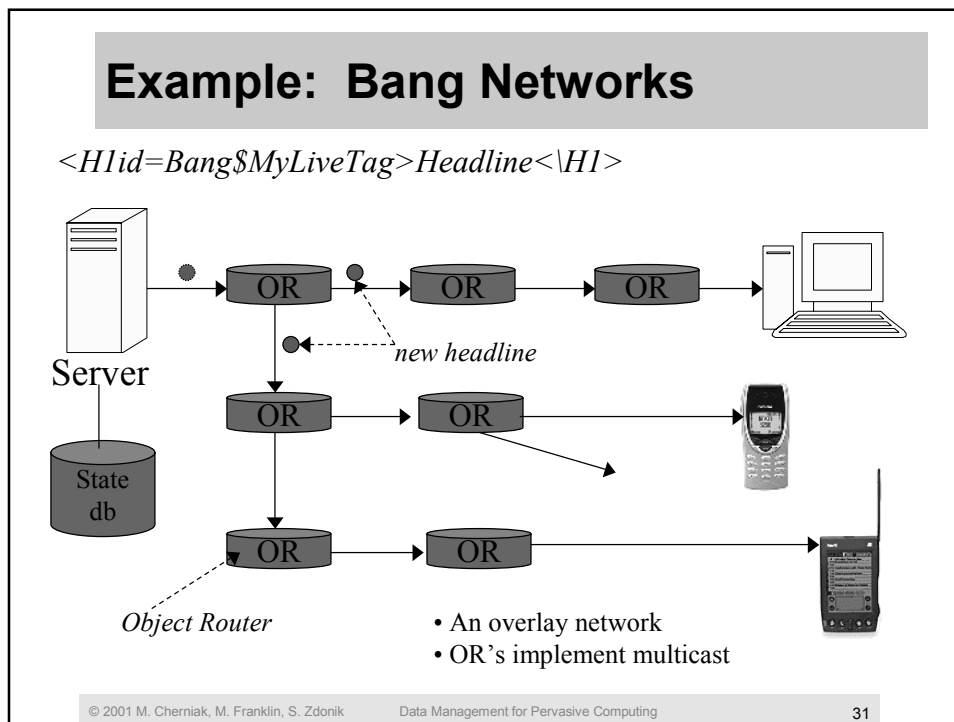 Example: Bang Networks
<H1id=Bang$MyLiveTag>Headline<\H1>
OR
OR
OR
new headline
Server
OR
OR
State
db
OR
OR
Object Router
• An overlay network
• OR's implement multicast
© 2001 M. Cherniak, M. Franklin, S. Zdonik Data Management for Pervasive Computing 31